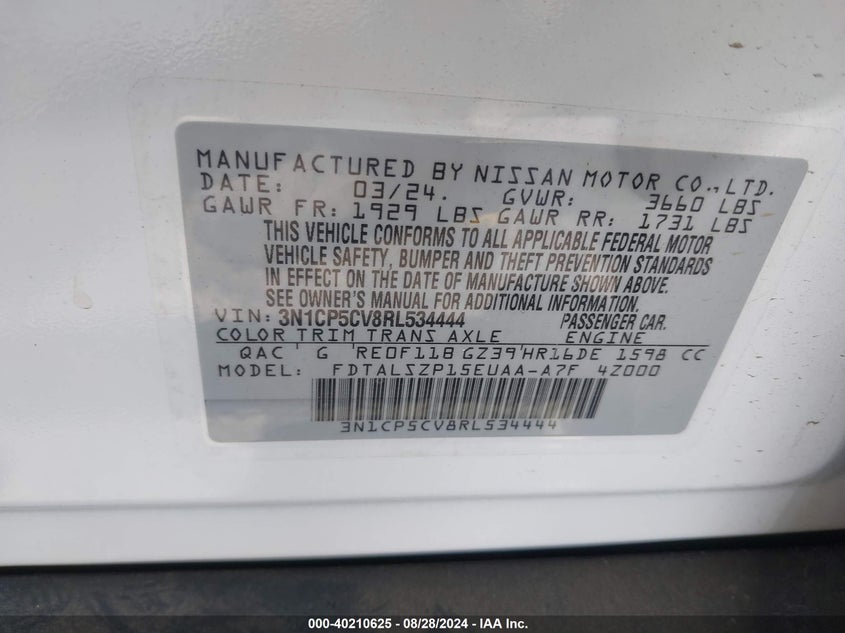 MANUFACTURED BY NISSAN MOTOR CO., LTD.
DATE: 03/24. GVWR: 3660 LBS
GAWR FR: 1929 LBS GAWR RR: 1731 LBS
THIS VEHICLE CONFORMS TO ALL APPLICABLE FEDERAL MOTOR
VEHICLE SAFETY, BUMPER AND THEFT PREVENTION STANDARDS
IN EFFECT ON THE DATE OF MANUFACTURE SHOWN ABOVE.
SEE OWNER'S MANUAL FOR ADDITIONAL INFORMATION.
VIN: 3N1CP5CV8RL534444 PASSENGER CAR.
COLOR TRIM TRANS AXLE ENGINE
QAC G RE0F11B GZ39 HR16DE 1598 CC
MODEL: FDTALSZP15EUAA-A7F 4Z000
3N1CP5CV8RL534444
000-40210625 | 08/28/2024 | IAA Inc.